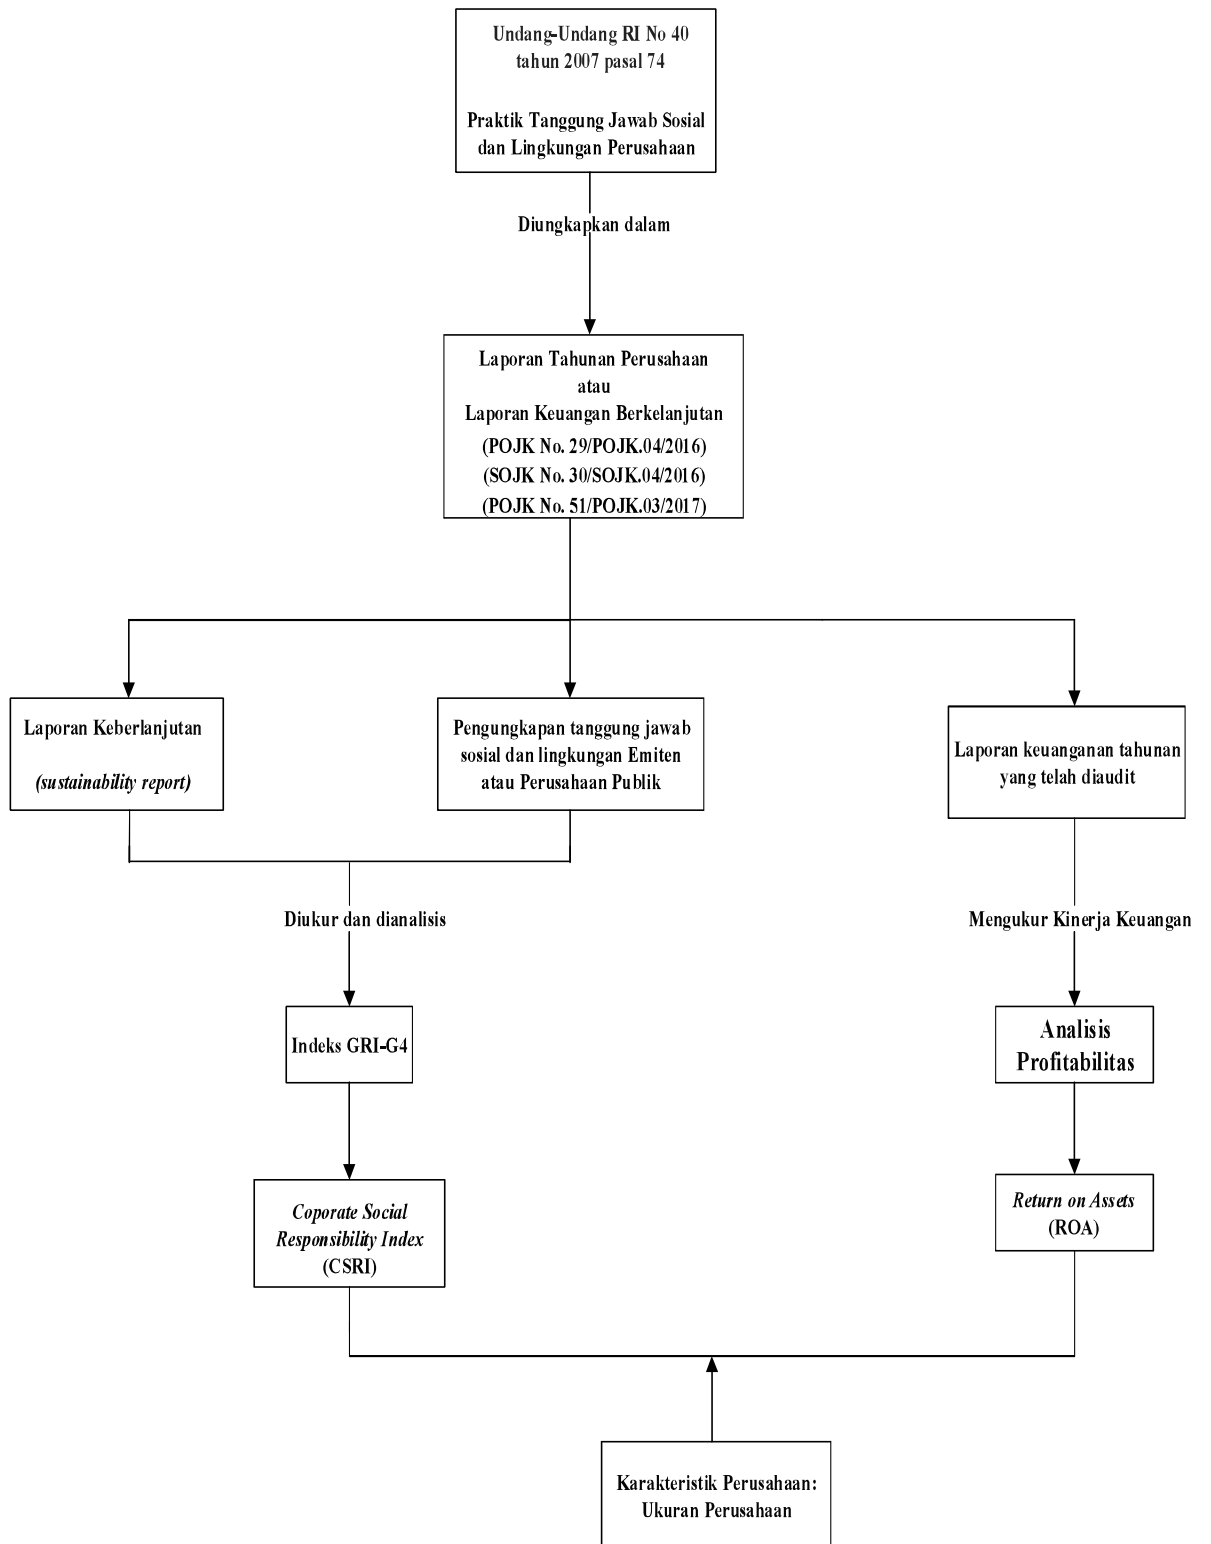 Undang-Undang RI No 40
tahun 2007 pasal 74
Praktik Tanggung Jawab Sosial
dan Lingkungan Perusahaan
Diungkapkan dalam
Laporan Tahunan Perusahaan
atau
Laporan Keuangan Berkelanjutan
(POJK No. 29/POJK.04/2016)
(SOJK No. 30/SOJK.04/2016)
(POJK No. 51/POJK.03/2017)
Laporan Keberlanjutan
(sustainability report)
Pengungkapan tanggung jawab
sosial dan lingkungan Emiten
atau Perusahaan Publik
Laporan keuanganan tahunan
yang telah diaudit
Diukur dan dianalisis
Mengukur Kinerja Keuangan
Indeks GRI-G4
Analisis
Profitabilitas
Coporate Social
Responsibility Index
(CSRI)
Return on Assets
(ROA)
Karakteristik Perusahaan:
Ukuran Perusahaan